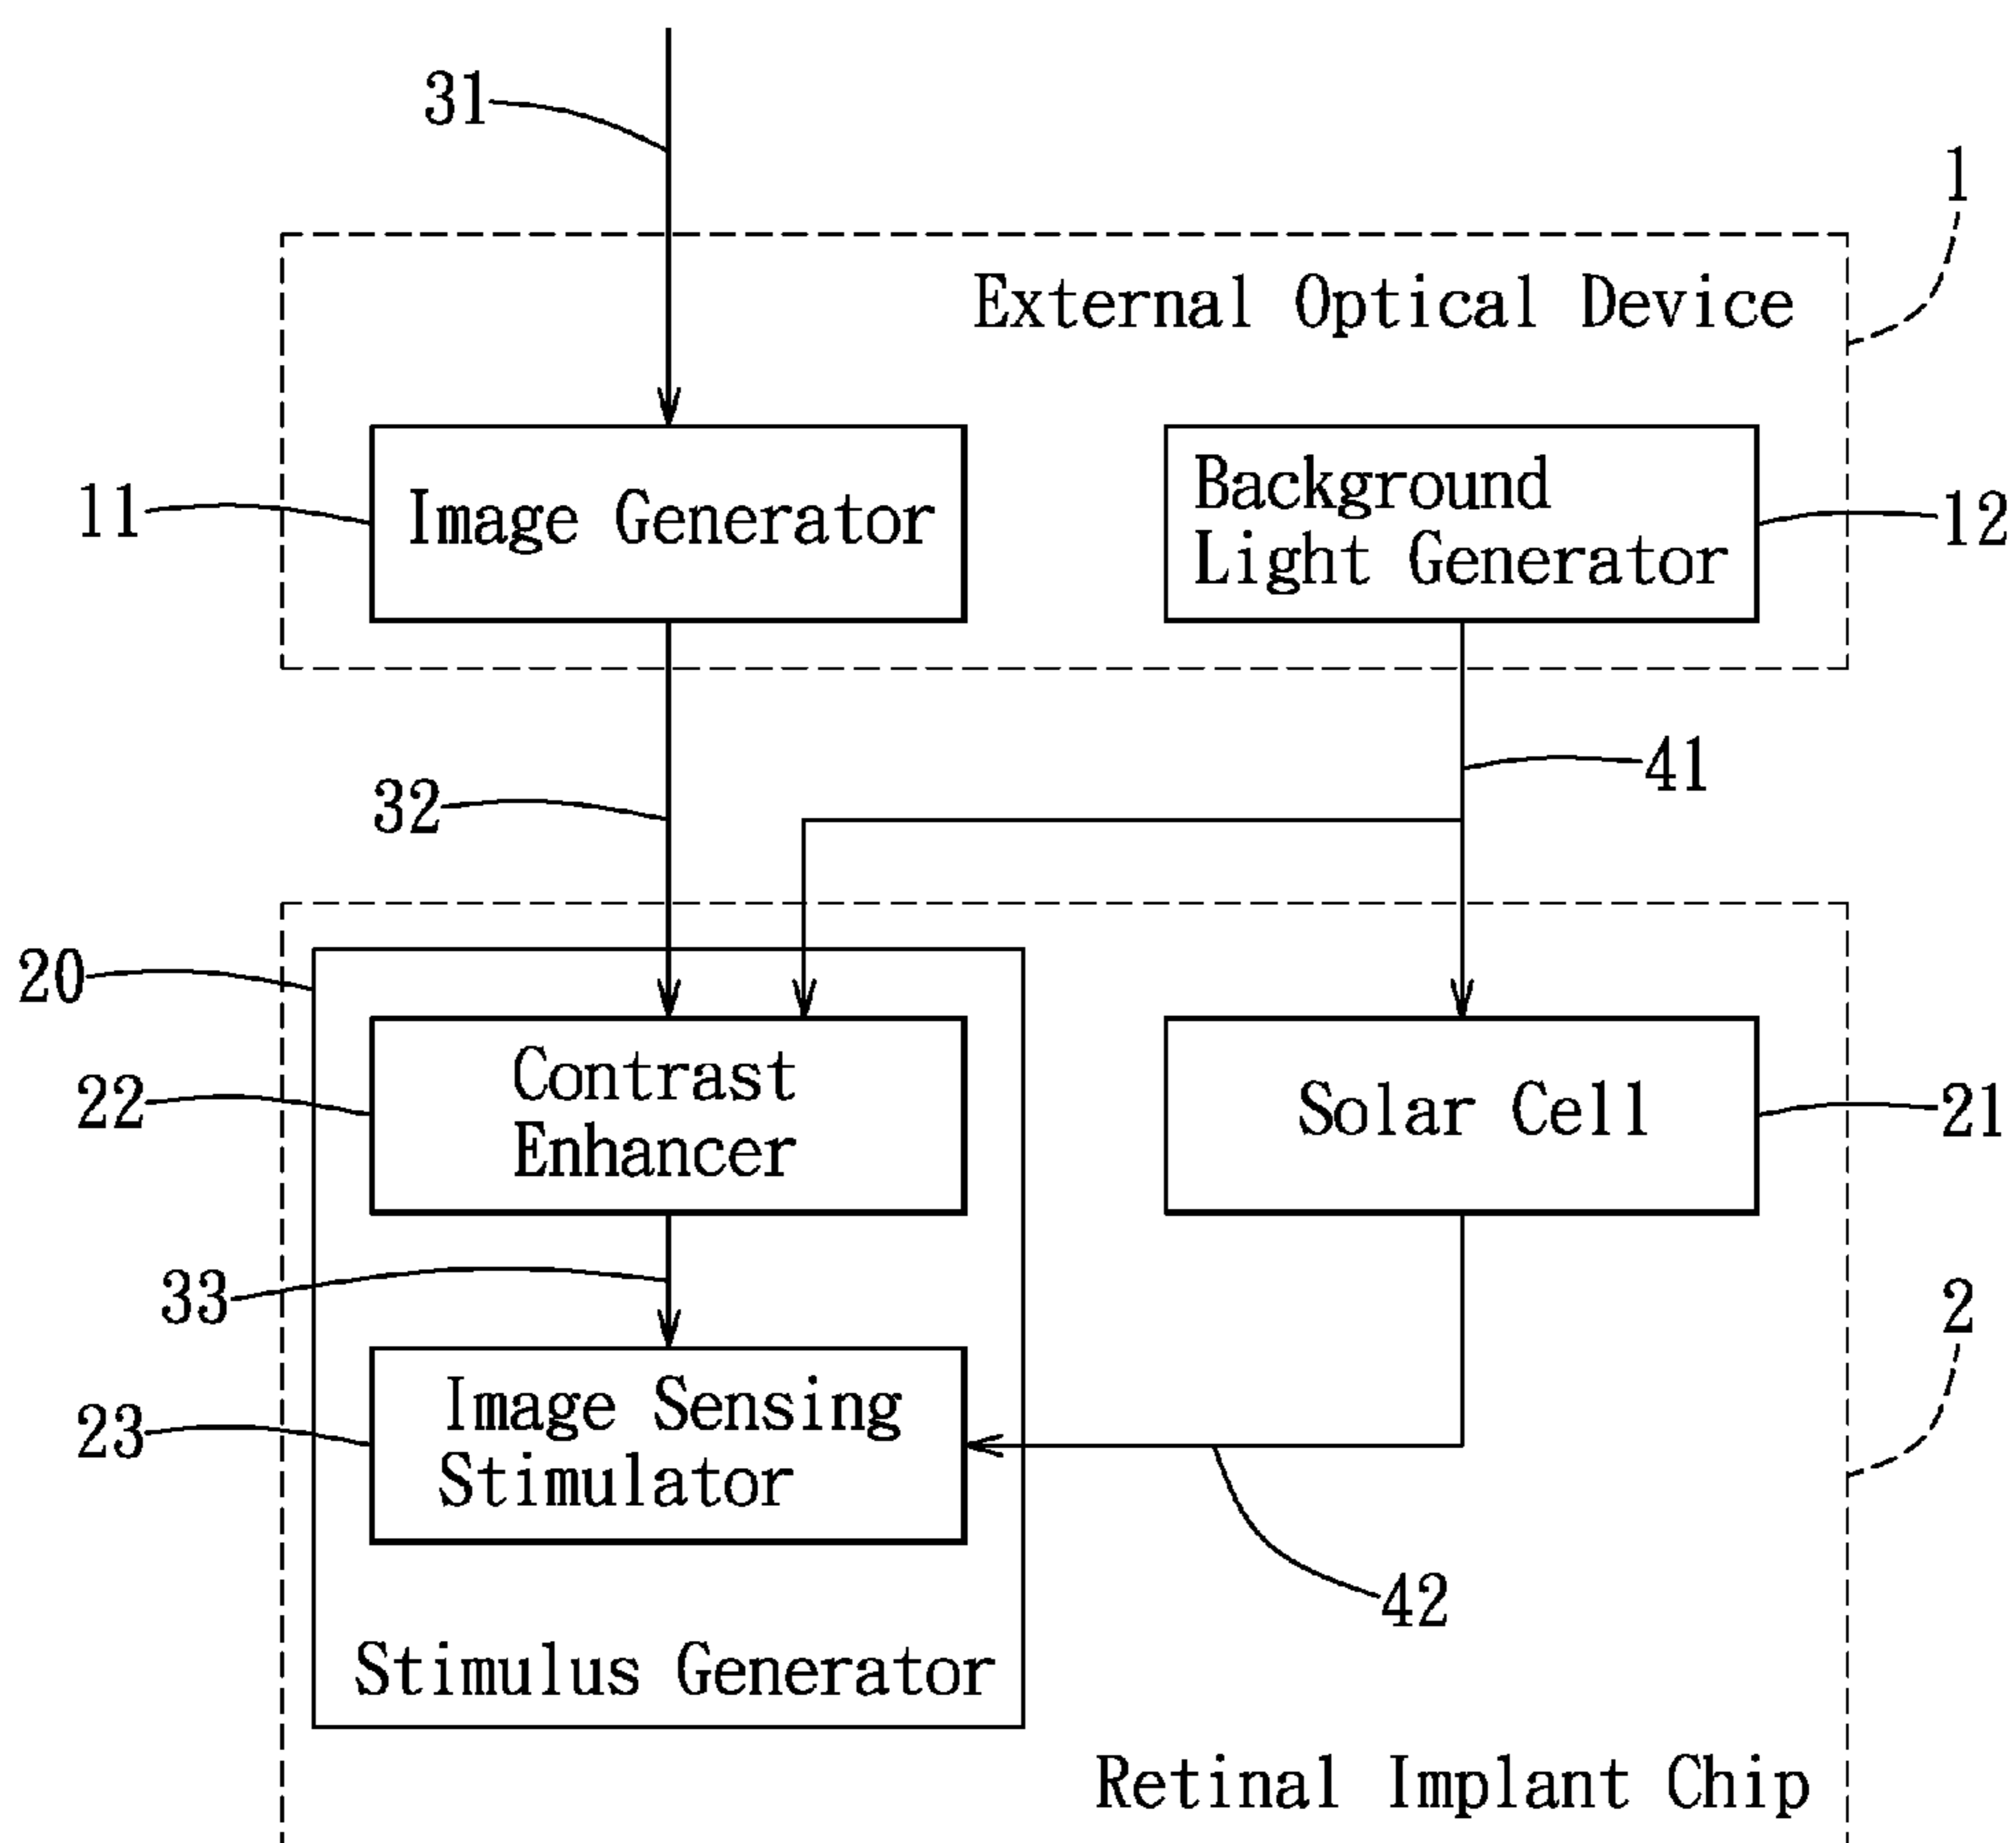 31
1
External Optical Device
11
Image Generator
Background
Light Generator
12
32
41
20
22
Contrast
Enhancer
Solar Cell
21
33
2
23
Image Sensing
Stimulator
42
Stimulus Generator
Retinal Implant Chip